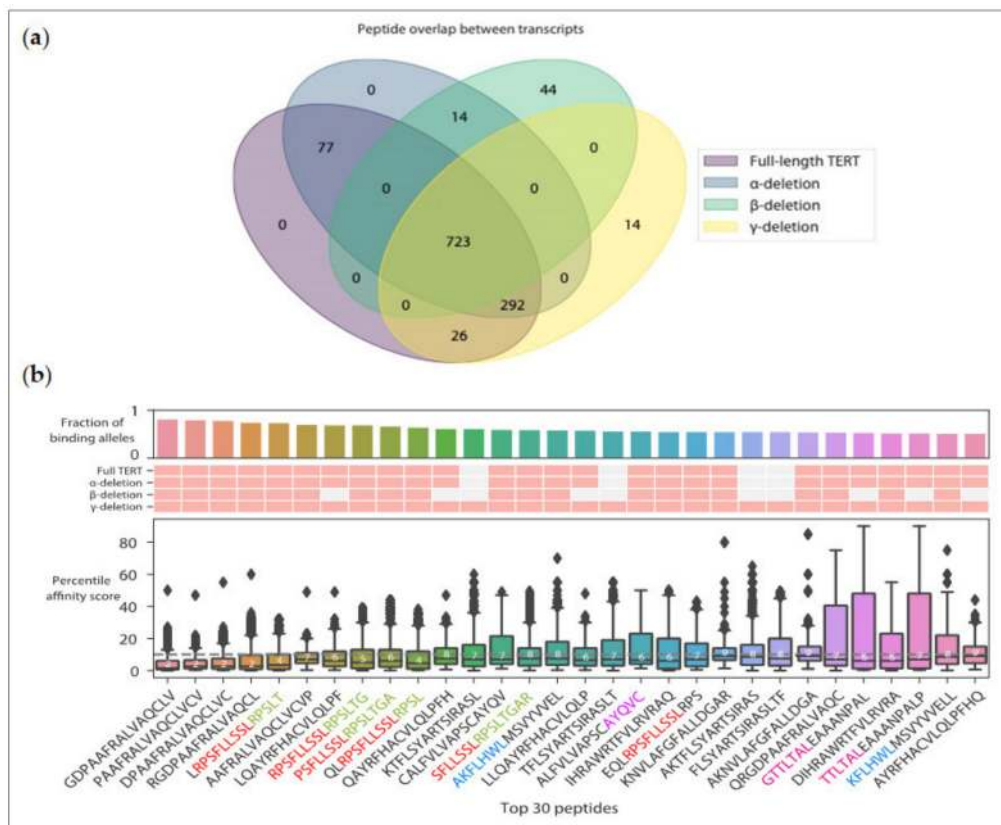 (a)
Peptide overlap between transcripts
0
44
14
77
0
0
0
0
14
723
0
0
0
292
26
Full-length TERT
α-deletion
β-deletion
γ-deletion
(b)
Fraction of
binding alleles
1
0
Full TERT
α-deletion
β-deletion
γ-deletion
Percentile
affinity score
80
60
40
20
10
0
GDPAAFRALVAQCLV
PAAFRALVAQCLVCV
DPAAFRALVAQCLVC
RGDPAAFRALVAQCL
LRPSFLLSSLRPSLT
AAFRALVAQCLVCVP
LQAYRFHACVLQLPF
RPSFLLSSLRPSLTG
PSFLLSSLRPSLTGA
QLRPSFLLSSLRPSL
QAYRFHACVLQLPFH
KTFLSYARTSIRASL
CALFVLVAPSCAYQV
SFLLSSLRPSLTGAR
AKFLHWLMSVYVVEL
LLQAYRFHACVLQLP
TFLSYARTSIRASLT
ALFVLVAPSCAYQVC
IHRAWRTFVLRVRAQ
EQLRPSFLLSSLRPS
KNVLAFGFALLDGAR
AKTFLSYARTSIRAS
FLSYARTSIRASLTF
AKNVLAFGFALLDGA
QRGDPAAFRALVAQC
GTTLTALEAAANPAL
DIHRAWRTFVLRVRA
TTLTALEAAANPALP
KFLHWLMSVYVVELL
AYRFHACVLQLPFHQ
Top 30 peptides